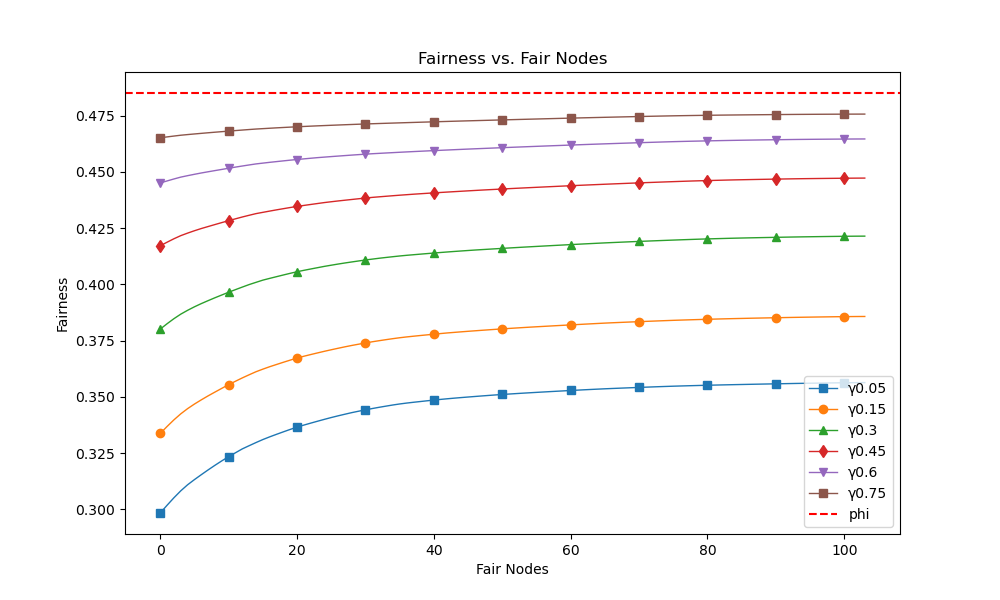 Fairness vs. Fair Nodes
Fairness
0.475
0.450
0.425
0.400
0.375
0.350
0.325
0.300
0
20
40
60
80
100
Fair Nodes
γ0.05
γ0.15
γ0.3
γ0.45
γ0.6
γ0.75
phi